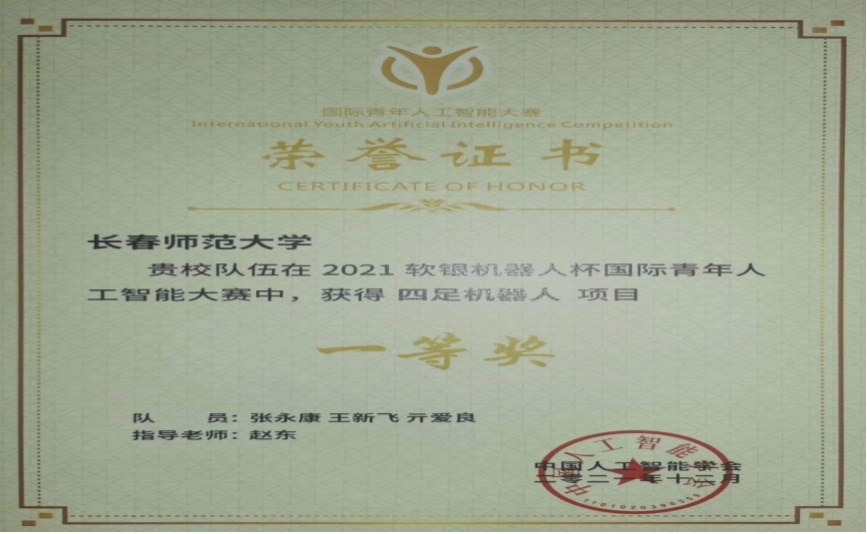 国际青年人工智能大赛
International Youth Artificial Intelligence Competition
荣誉证书
CERTIFICATE OF HONOR
长春师范大学
贵校队伍在 2021 软银机器人杯国际青年人
工智能大赛中，获得 四足机器人 项目
一等奖
队 员：张永康 王新飞 亓爱良
指导老师：赵东
中国人工智能学会
二零二一年十二月